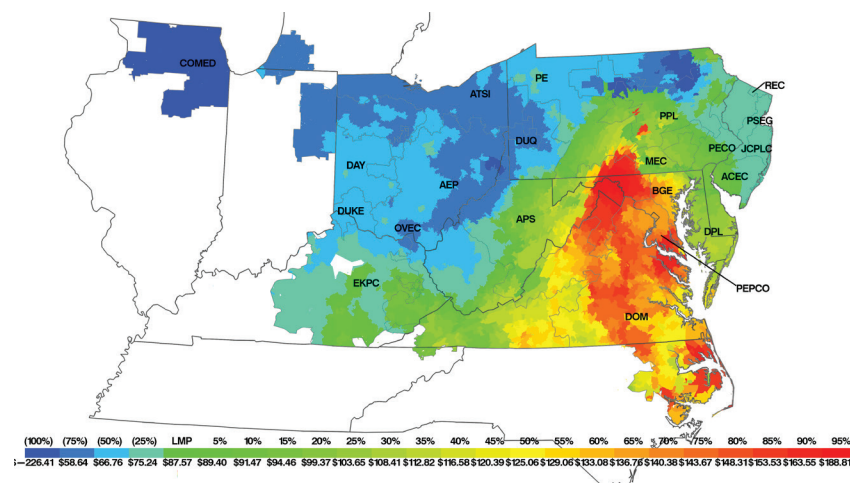 COMED
ATSI
PE
REC
PPL
PSEG
DUQ
PECO JCPLC
DAY
MEC
AEP
ACEC
BGE
DUKE
APS
OVEC
DPL
EKPC
PEPCO
DOM
(100%) (75%) (50%) (25%) LMP 5% 10% 15% 20% 25% 30% 35% 40% 45% 50% 55% 60% 65% 70% 75% 80% 85% 90% 95%
$—226.41 $58.64 $66.76 $75.24 $87.57 $89.40 $91.47 $94.46 $99.37 $103.65 $108.41 $112.82 $116.58 $120.39 $125.06 $129.06 $133.08 $136.76 $140.38 $143.67 $148.31 $153.53 $163.55 $188.81